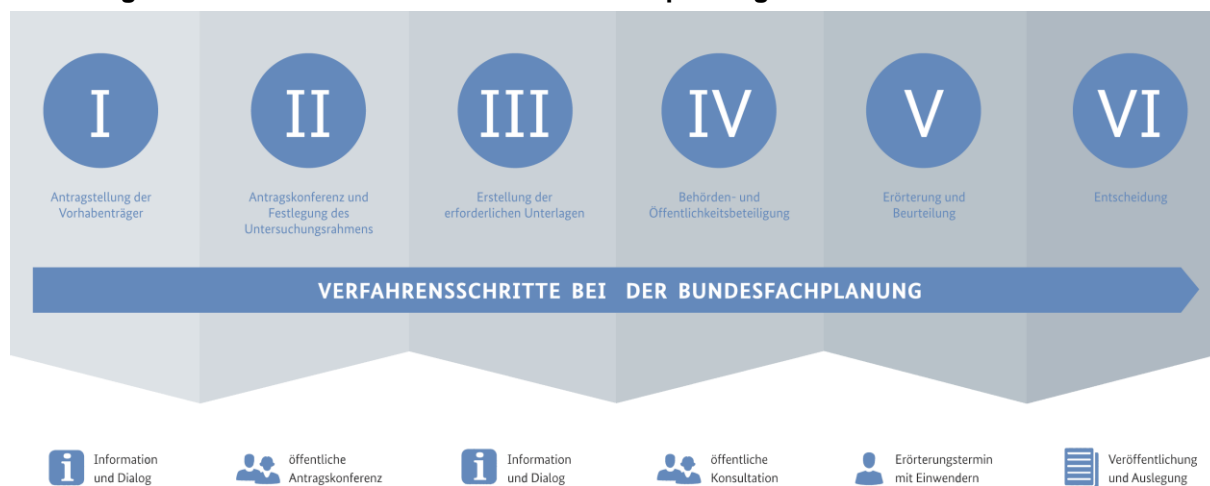 I
II
III
IV
V
VI
Antragstellung der
Vorhabenträger
Antragskonferenz und
Festlegung des
Untersuchungsrahmens
Erstellung der
erforderlichen Unterlagen
Behörden- und
Öffentlichkeitsbeteiligung
Erörterung und
Beurteilung
Entscheidung
VERFAHRENSSCHRITTE BEI DER BUNDESFACHPLANUNG
i Information
und Dialog
öffentliche
Antragskonferenz
i Information
und Dialog
öffentliche
Konsultation
Erörterungstermin
mit Einwendern
Veröffentlichung
und Auslegung